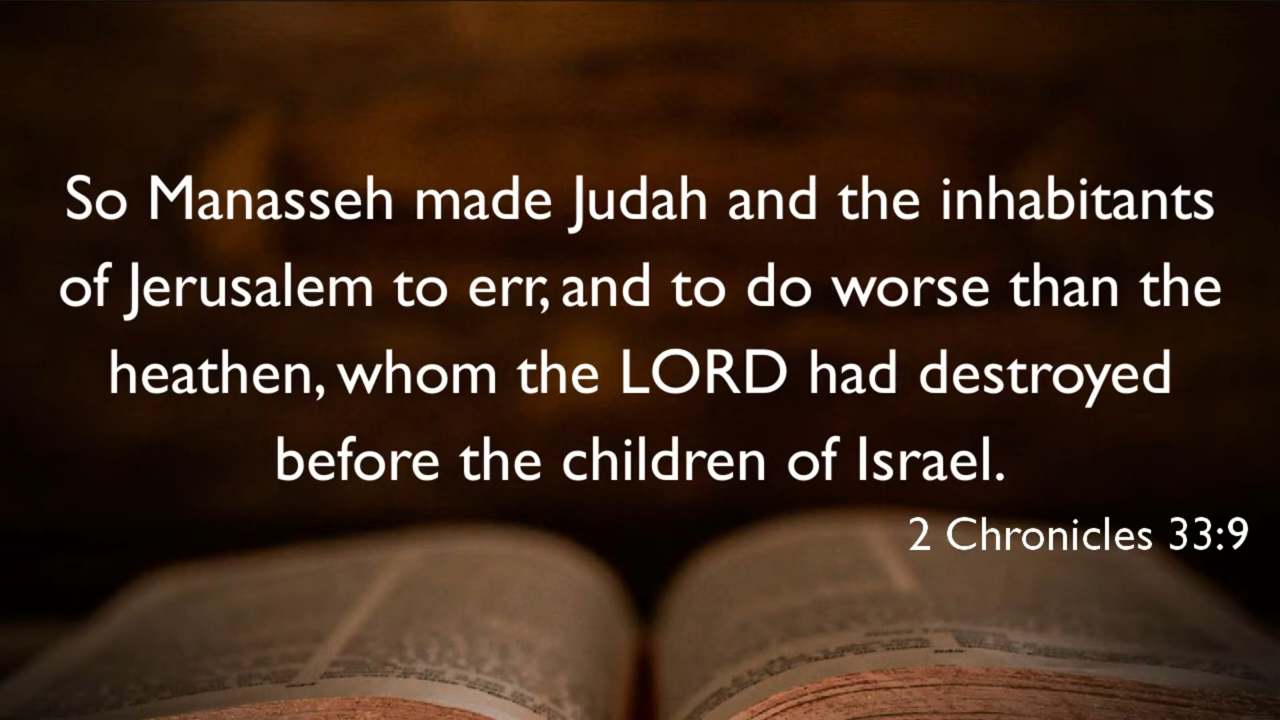 So Manasseh made Judah and the inhabitants
of Jerusalem to err, and to do worse than the
heathen, whom the LORD had destroyed
before the children of Israel.
2 Chronicles 33:9